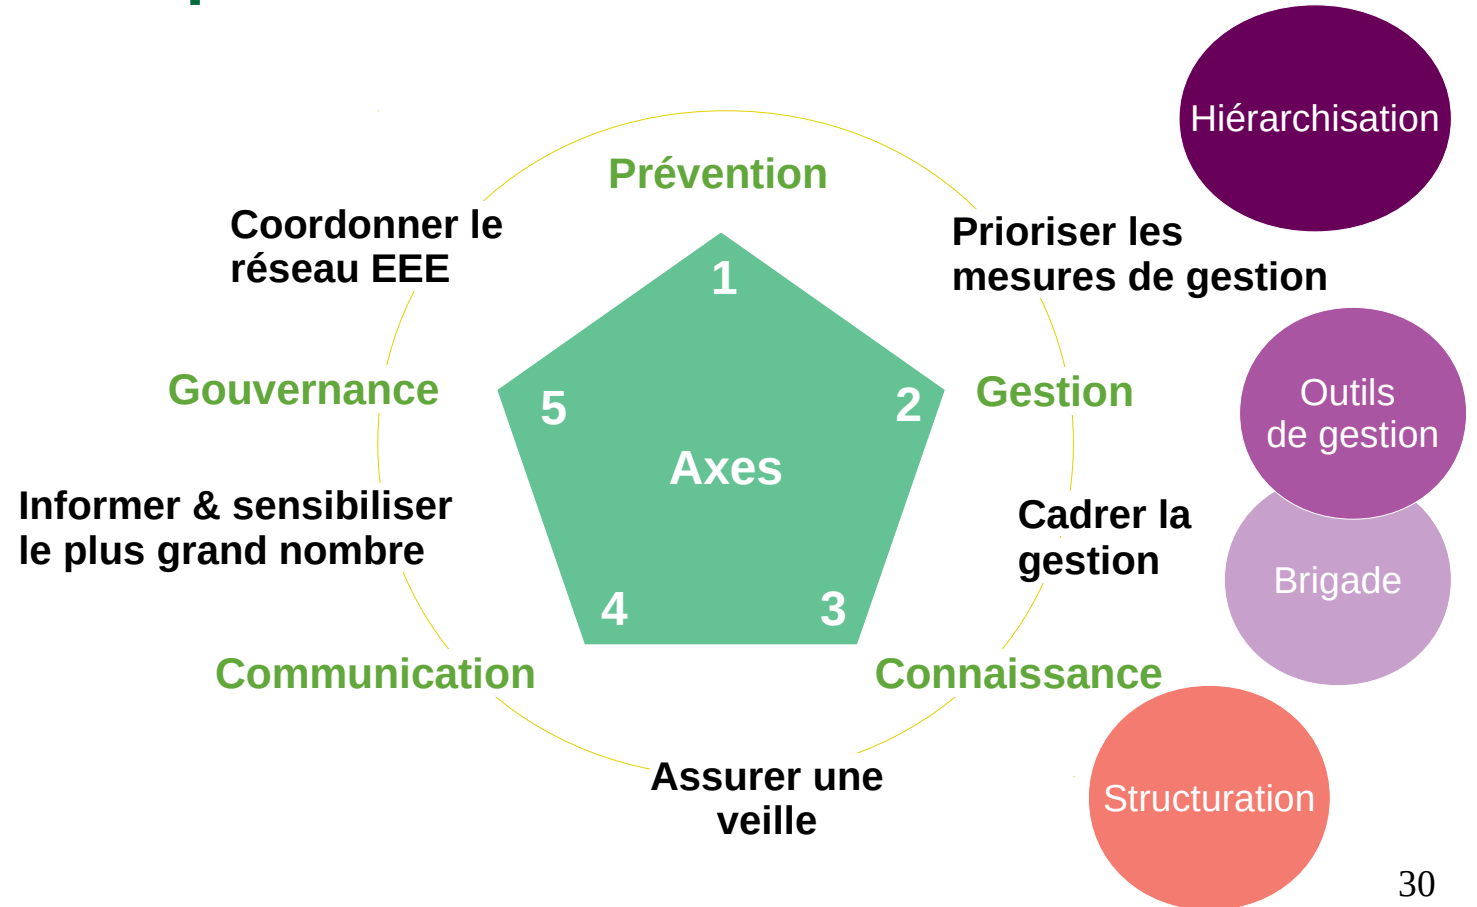 Hiérarchisation
Prévention
Coordonner le
réseau EEE
Prioriser les
mesures de gestion
1
Gouvernance
5
2
Gestion
Outils
de gestion
Axes
Informer & sensibiliser
le plus grand nombre
Cadrer la
gestion
Brigade
4
3
Communication
Connaissance
Assurer une
veille
Structuration
30